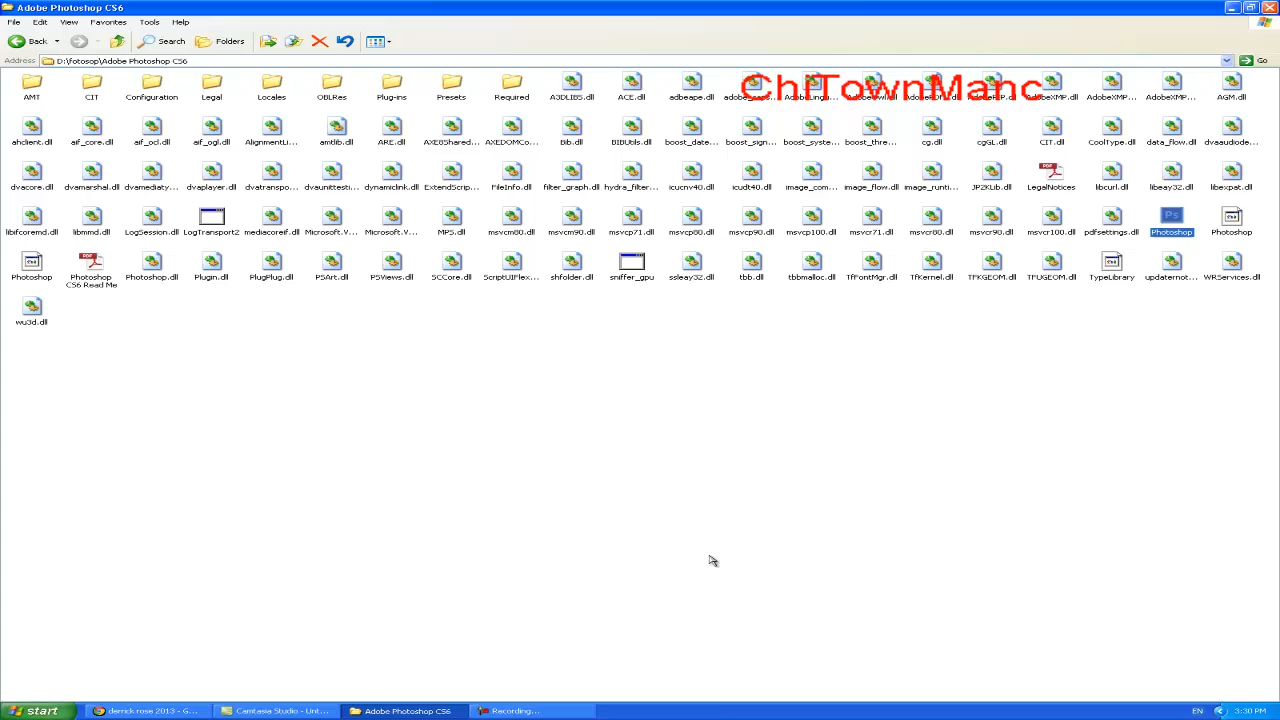 Adobe Photoshop CS6
File Edit View Favorites Tools Help
Back Search Folders
Address D:\fotosop\Adobe Photoshop CS6 Go
ChiTownManc
AMT CIT Configuration Legal Locales OBLRes Plug-ins Presets Required A3DLIBS.dll ACE.dll adbeape.dll AdobeXMP.dll AdobeXMP... AdobeXMP... AGM.dll
ahclient.dll aif_core.dll aif_ocl.dll aif_ogl.dll AlignmentLi... amtlib.dll ARE.dll AXE8Shared... AXEDOMCo... Bib.dll BIBUtils.dll boost_date... boost_sign... boost_syste... boost_thre... cg.dll cgGL.dll CIT.dll CoolType.dll data_flow.dll dvaaudiode...
dvacore.dll dvamarshal.dll dvamediaty... dvaplayer.dll dvatranspo... dvaunittesti... dynamiclink.dll ExtendScrip... FileInfo.dll filter_graph.dll hydra_filter... icucnv40.dll icudt40.dll image_com... image_flow.dll image_runti... JP2KLib.dll LegalNotices libcurl.dll libeay32.dll libexpat.dll
libifcoremd.dll libmmd.dll LogSession.dll LogTransport2 mediacoreif.dll Microsoft.V... Microsoft.V... MPS.dll msvcm80.dll msvcm90.dll msvcp71.dll msvcp80.dll msvcp90.dll msvcp100.dll msvcr71.dll msvcr80.dll msvcr90.dll msvcr100.dll pdfsettings.dll Photoshop Photoshop
Photoshop Photoshop CS6 Read Me Photoshop.dll Plugin.dll PlugPlug.dll PSArt.dll PSViews.dll SCCore.dll ScriptUIFlex... shfolder.dll sniffer_gpu ssleay32.dll tbb.dll tbbmalloc.dll TfFontMgr.dll TfKernel.dll TFKGEOM.dll TFUGEOM.dll TypeLibrary updaternot... WRServices.dll
wu3d.dll
start derrick rose 2013 - G... Camtasia Studio - Unt... Adobe Photoshop CS6 Recording... EN 3:30 PM